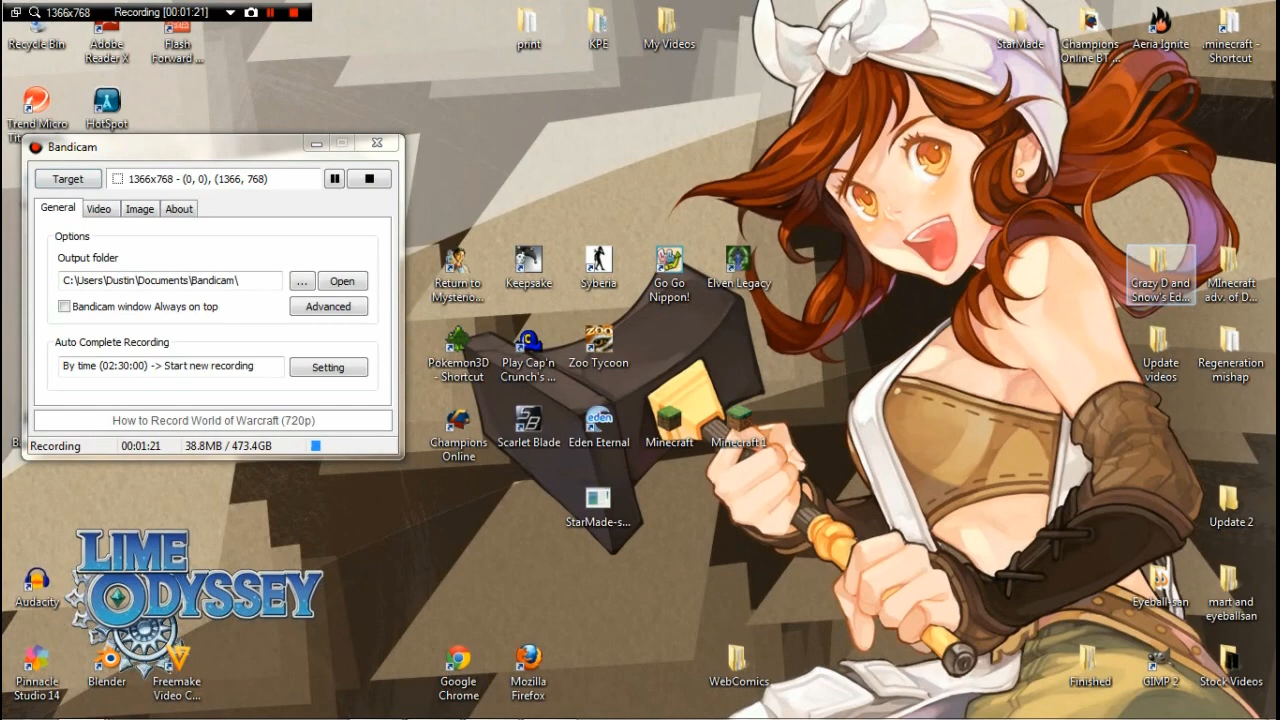 1366x768 Recording [00:01:21]
Recycle Bin
Adobe
Reader X
Flash
Forward ...
print
KPE
My Videos
StarMade
Champions
Online BT ...
Aeria Ignite
.minecraft -
Shortcut
Trend Micro
HotSpot
Bandicam
Target
1366x768 - (0, 0), (1366, 768)
General Video Image About
Options
Output folder
C:\Users\Dustin\Documents\Bandicam\
... Open
Bandicam window Always on top
Advanced
Auto Complete Recording
By time (02:30:00) -> Start new recording
Setting
How to Record World of Warcraft (720p)
Recording 00:01:21 38.8MB / 473.4GB
Return to
Mysterio...
Keepsake
Syberia
Go Go
Nippon!
Elven Legacy
Crazy D and
Snow's Ed...
MInecraft
adv. of D...
Pokemon3D
- Shortcut
Play Cap'n
Crunch's ...
Zoo Tycoon
Update
videos
Regeneration
mishap
Champions
Online
Scarlet Blade
Eden Eternal
Minecraft
Minecraft 1
StarMade-s...
Update 2
LIME
ODYSSEY
Audacity
Eyeball-san
mart and
eyeballsan
Pinnacle
Studio 14
Blender
Freemake
Video C...
Google
Chrome
Mozilla
Firefox
WebComics
Finished
GIMP 2
Stock Videos